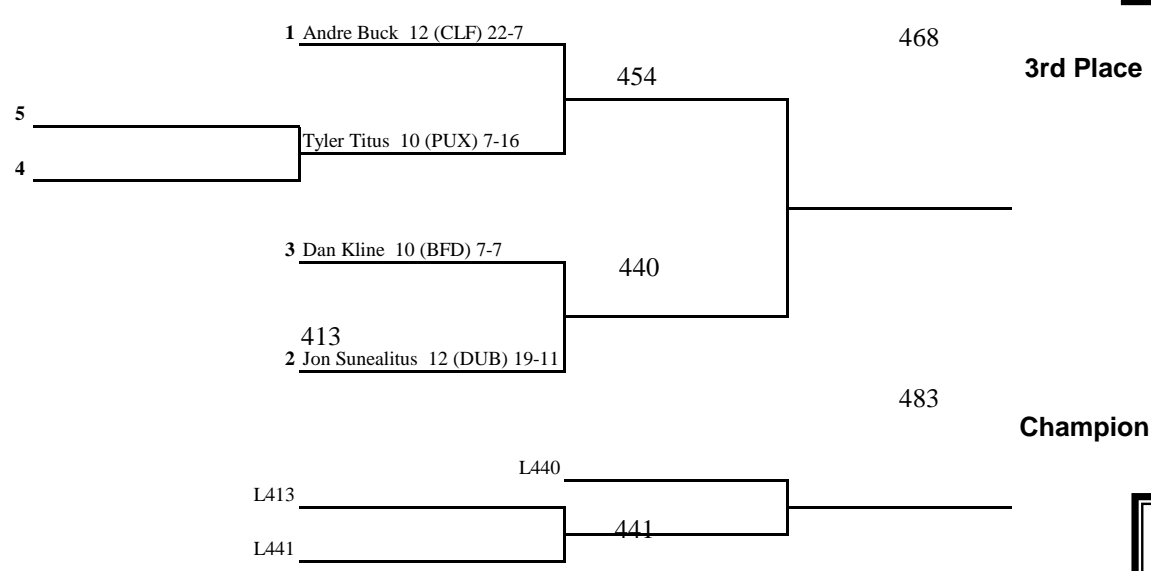 1 Andre Buck 12 (CLF) 22-7
468
3rd Place
454
5
Tyler Titus 10 (PUX) 7-16
4
3 Dan Kline 10 (BFD) 7-7
440
413
2 Jon Sunealitus 12 (DUB) 19-11
483
Champion
L440
L413
441
L441